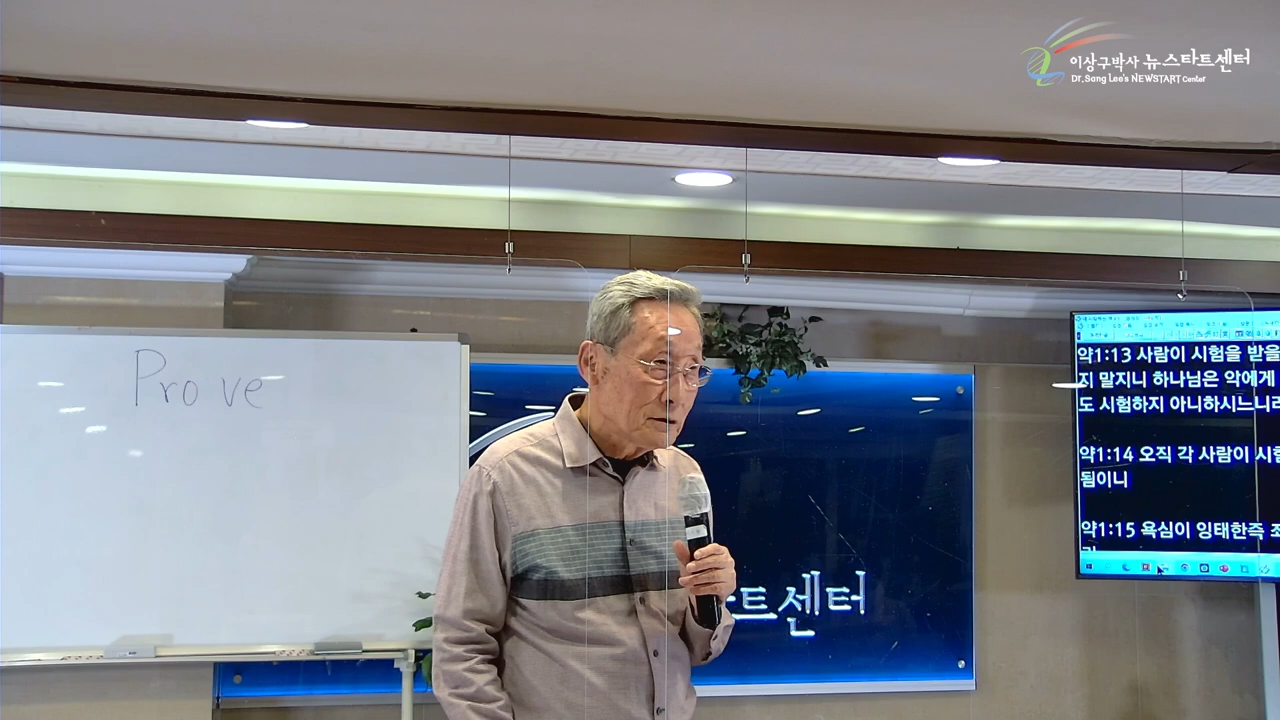 이상구박사 뉴스타트센터
Dr. Sang Lee's NEWSTART Center
Prove
약1:13 사람이 시험을 받을
지 말지니 하나님은 악에게
도 시험하지 아니하시느니라
약1:14 오직 각 사람이 시험
됨이니
약1:15 욕심이 잉태한즉
타트센터